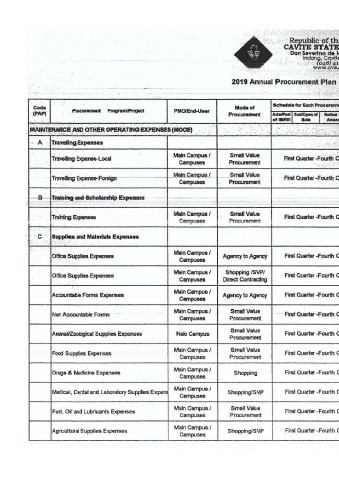 Republic of th
CAVITE STATE
Don Severino de l
Indang, Cavite
www.cvsu
2019 Annual Procurement Plan
Code (PAP) Procurement Program/Project PMO/End-User Mode of Procurement Schedule for Each Procureme
Ads/Post of IB/REI Sub/Open of Bids Notice Awar
MAINTENANCE AND OTHER OPERATING EXPENSES (MOOE)
A Travelling Expenses
Travelling Expense-Local Main Campus / Campuses Small Value Procurement First Quarter -Fourth Q
Travelling Expense-Foreign Main Campus / Campuses Small Value Procurement First Quarter -Fourth Q
B Training and Scholarship Expenses
Training Expenses Main Campus / Campuses Small Value Procurement First Quarter -Fourth Q
C Supplies and Materials Expenses
Office Supplies Expenses Main Campus / Campuses Agency to Agency First Quarter -Fourth Q
Office Supplies Expenses Main Campus / Campuses Shopping /SVP/ Direct Contracting First Quarter -Fourth Q
Accountable Forms Expenses Main Campus / Campuses Agency to Agency First Quarter -Fourth Q
Non Accountable Forms Main Campus / Campuses Small Value Procurement First Quarter -Fourth Q
Animal/Zoological Supplies Expenses Naic Campus Small Value Procurement First Quarter -Fourth Q
Food Supplies Expenses Main Campus / Campuses Small Value Procurement First Quarter -Fourth Q
Drugs & Medicine Expenses Main Campus / Campuses Shopping First Quarter -Fourth Q
Medical, Dental and Laboratory Supplies Expen Main Campus / Campuses Shopping/SVP First Quarter -Fourth Q
Fuel, Oil and Lubricants Expenses Main Campus / Campuses Small Value Procurement First Quarter -Fourth Q
Agricultural Supplies Expenses Main Campus / Campuses Shopping/SVP First Quarter -Fourth Q